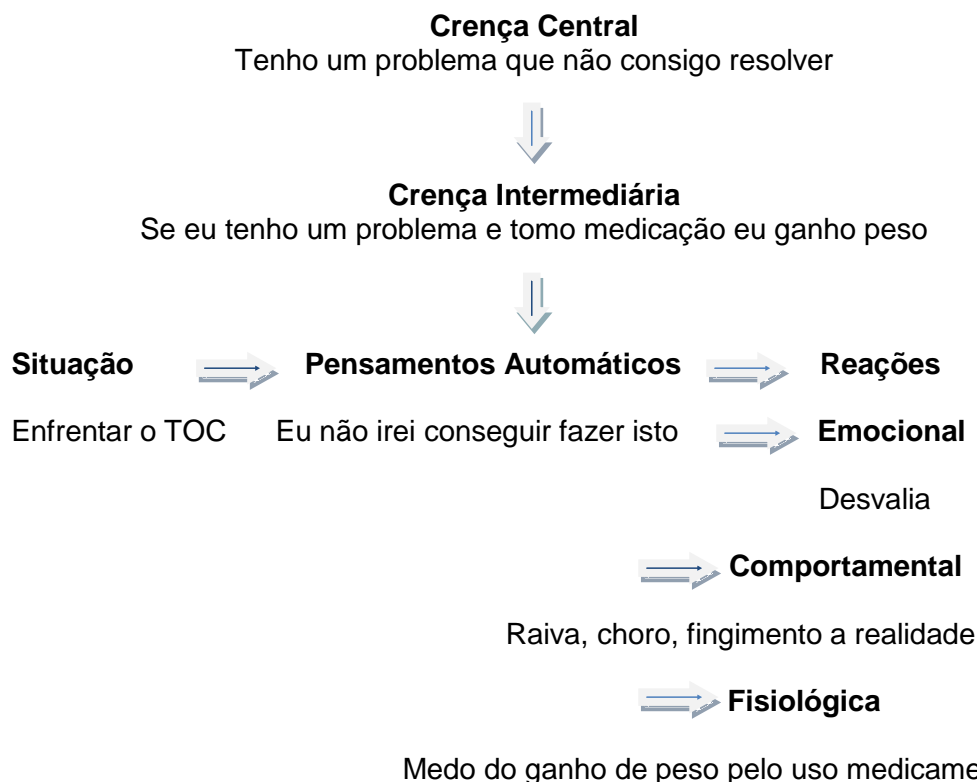 Crença Central
Tenho um problema que não consigo resolver
Crença Intermediária
Se eu tenho um problema e tomo medicação eu ganho peso
Situação Pensamentos Automáticos Reações
Enfrentar o TOC Eu não irei conseguir fazer isto Emocional
Desvalia
Comportamental
Raiva, choro, fingimento a realidade
Fisiológica
Medo do ganho de peso pelo uso